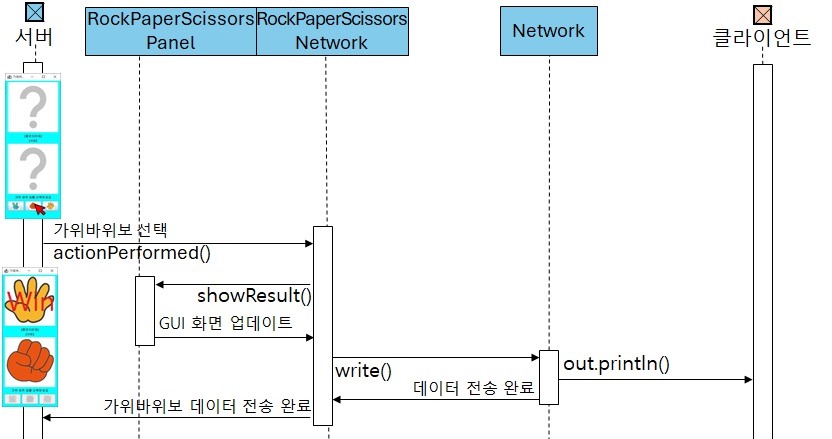 서버
RockPaperScissors
Panel
RockPaperScissors
Network
Network
클라이언트
가위바위보 선택
actionPerformed()
showResult()
Win
GUI 화면 업데이트
write()
out.println()
데이터 전송 완료
가위바위보 데이터 전송 완료